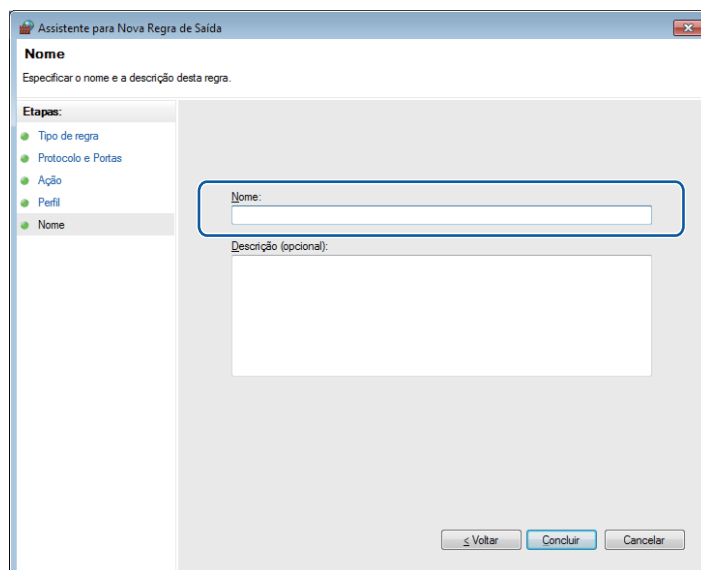 Assistente para Nova Regra de Saída
Nome
Especificar o nome e a descrição desta regra.
Etapas:
Tipo de regra
Protocolo e Portas
Ação
Perfil
Nome
Nome:
Descrição (opcional):
< Voltar
Concluir
Cancelar